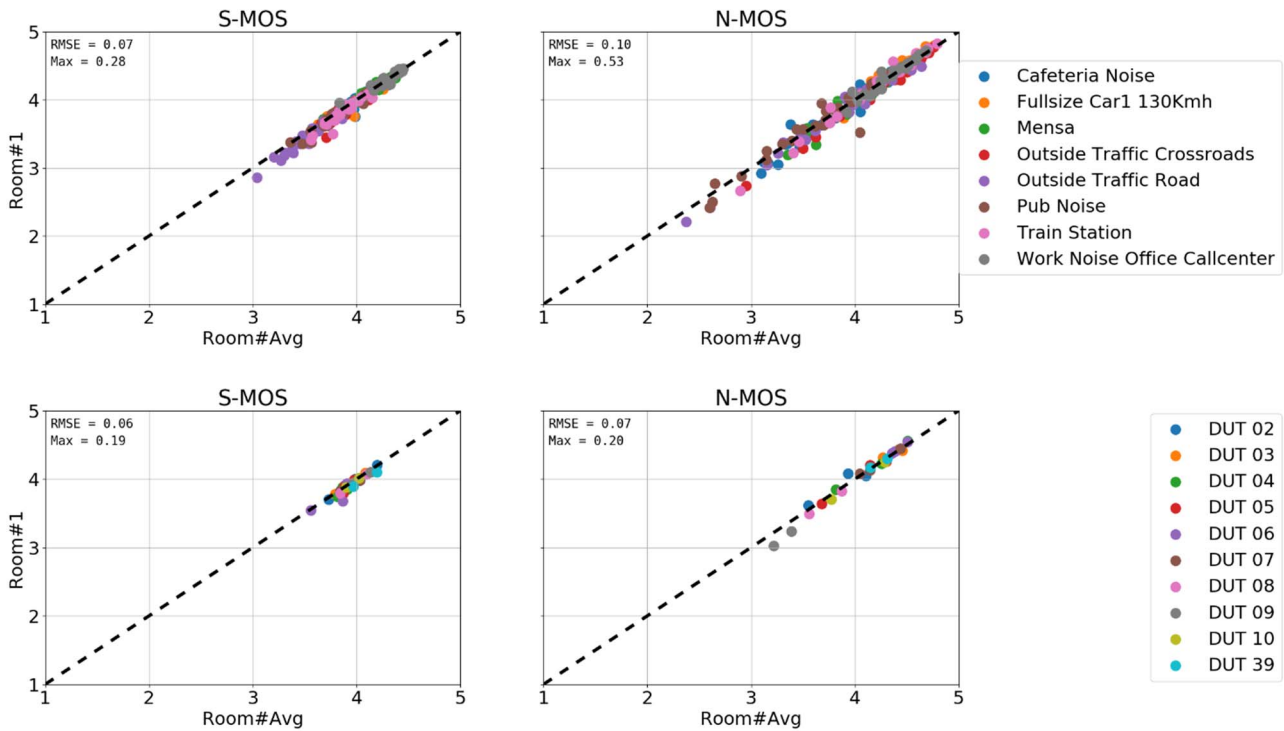 S-MOS
RMSE = 0.07
Max = 0.28
5
4
3
2
1
Room#1
1 2 3 4 5
Room#Avg
N-MOS
RMSE = 0.10
Max = 0.53
1 2 3 4 5
Room#Avg
Cafeteria Noise
Fullsize Car1 130Kmh
Mensa
Outside Traffic Crossroads
Outside Traffic Road
Pub Noise
Train Station
Work Noise Office Callcenter
S-MOS
RMSE = 0.06
Max = 0.19
5
4
3
2
1
Room#1
1 2 3 4 5
Room#Avg
N-MOS
RMSE = 0.07
Max = 0.20
1 2 3 4 5
Room#Avg
DUT 02
DUT 03
DUT 04
DUT 05
DUT 06
DUT 07
DUT 08
DUT 09
DUT 10
DUT 39